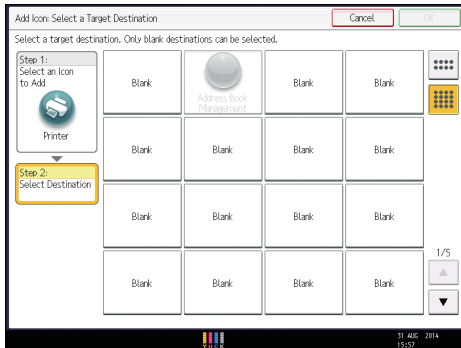 Add Icon: Select a Target Destination
Cancel
OK
Select a target destination. Only blank destinations can be selected.
Step 1:
Select an Icon
to Add
Printer
Step 2:
Select Destination
Blank
Address Book
Management
Blank
Blank
Blank
Blank
Blank
Blank
Blank
Blank
Blank
Blank
Blank
Blank
Blank
Blank
1/5
Y M C K
31 AUG 2014
15:57